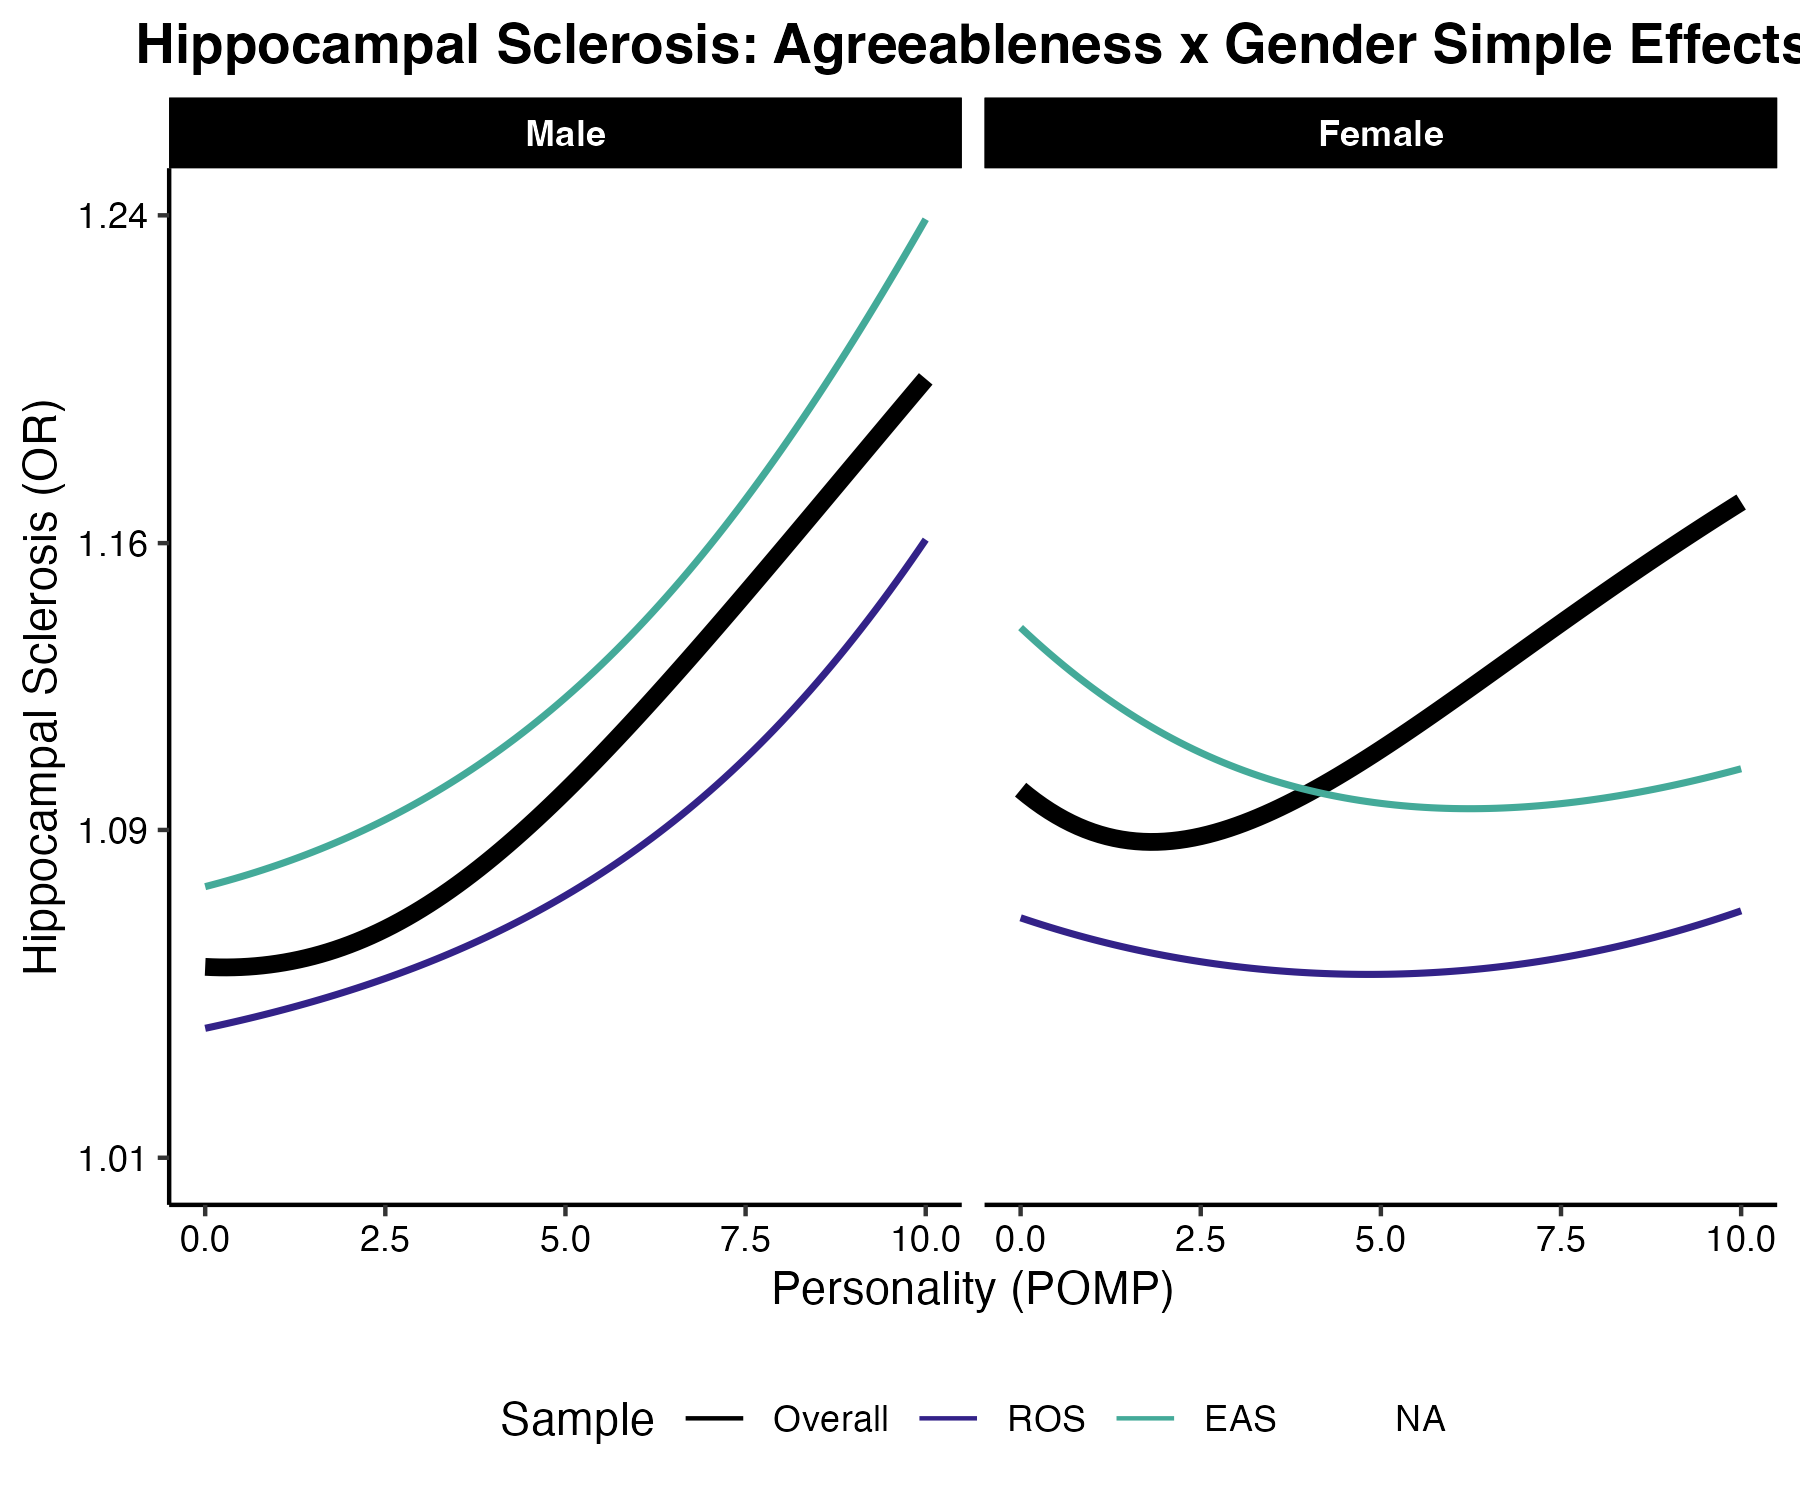 Hippocampal Sclerosis: Agreeableness x Gender Simple Effects
Male
Female
Hippocampal Sclerosis (OR)
1.24
1.16
1.09
1.01
0.0 2.5 5.0 7.5 10.0
0.0 2.5 5.0 7.5 10.0
Personality (POMP)
Sample Overall ROS EAS NA